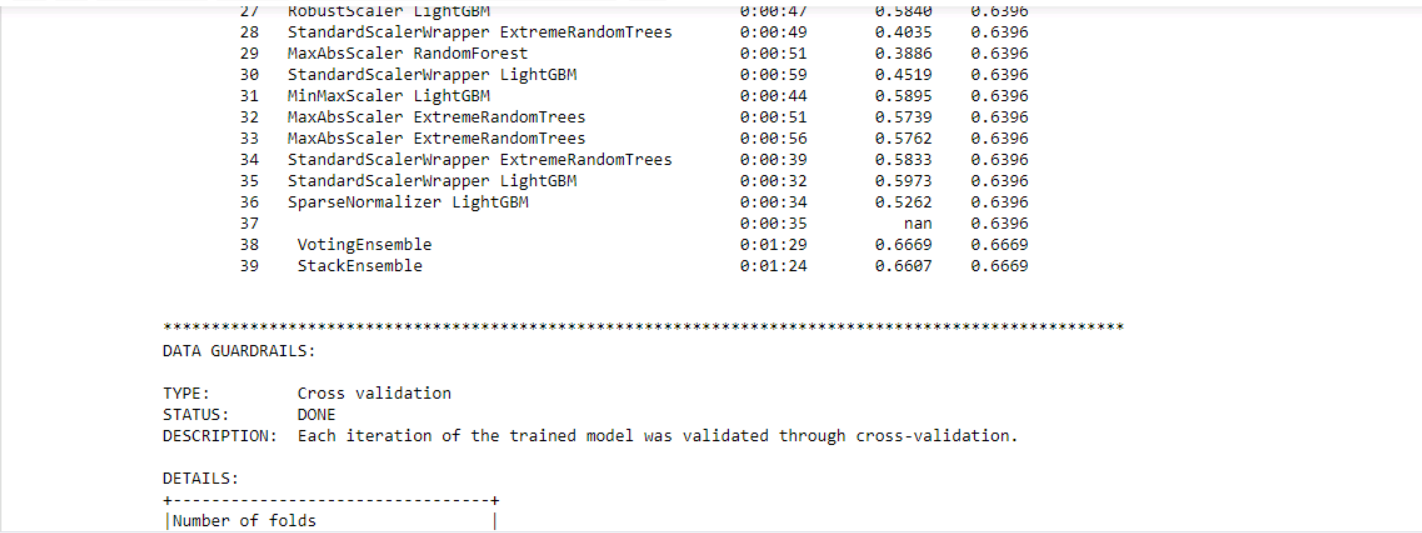 27 RobustScaler LightGBM 0:00:47 0.5840 0.6396
28 StandardScalerWrapper ExtremeRandomTrees 0:00:49 0.4035 0.6396
29 MaxAbsScaler RandomForest 0:00:51 0.3886 0.6396
30 StandardScalerWrapper LightGBM 0:00:59 0.4519 0.6396
31 MinMaxScaler LightGBM 0:00:44 0.5895 0.6396
32 MaxAbsScaler ExtremeRandomTrees 0:00:51 0.5739 0.6396
33 MaxAbsScaler ExtremeRandomTrees 0:00:56 0.5762 0.6396
34 StandardScalerWrapper ExtremeRandomTrees 0:00:39 0.5833 0.6396
35 StandardScalerWrapper LightGBM 0:00:32 0.5973 0.6396
36 SparseNormalizer LightGBM 0:00:34 0.5262 0.6396
37 0:00:35 nan 0.6396
38 VotingEnsemble 0:01:29 0.6669 0.6669
39 StackEnsemble 0:01:24 0.6607 0.6669
****************************************************************************************************
DATA GUARDRAILS:
TYPE: Cross validation
STATUS: DONE
DESCRIPTION: Each iteration of the trained model was validated through cross-validation.
DETAILS:
+---------------------------------+
|Number of folds |